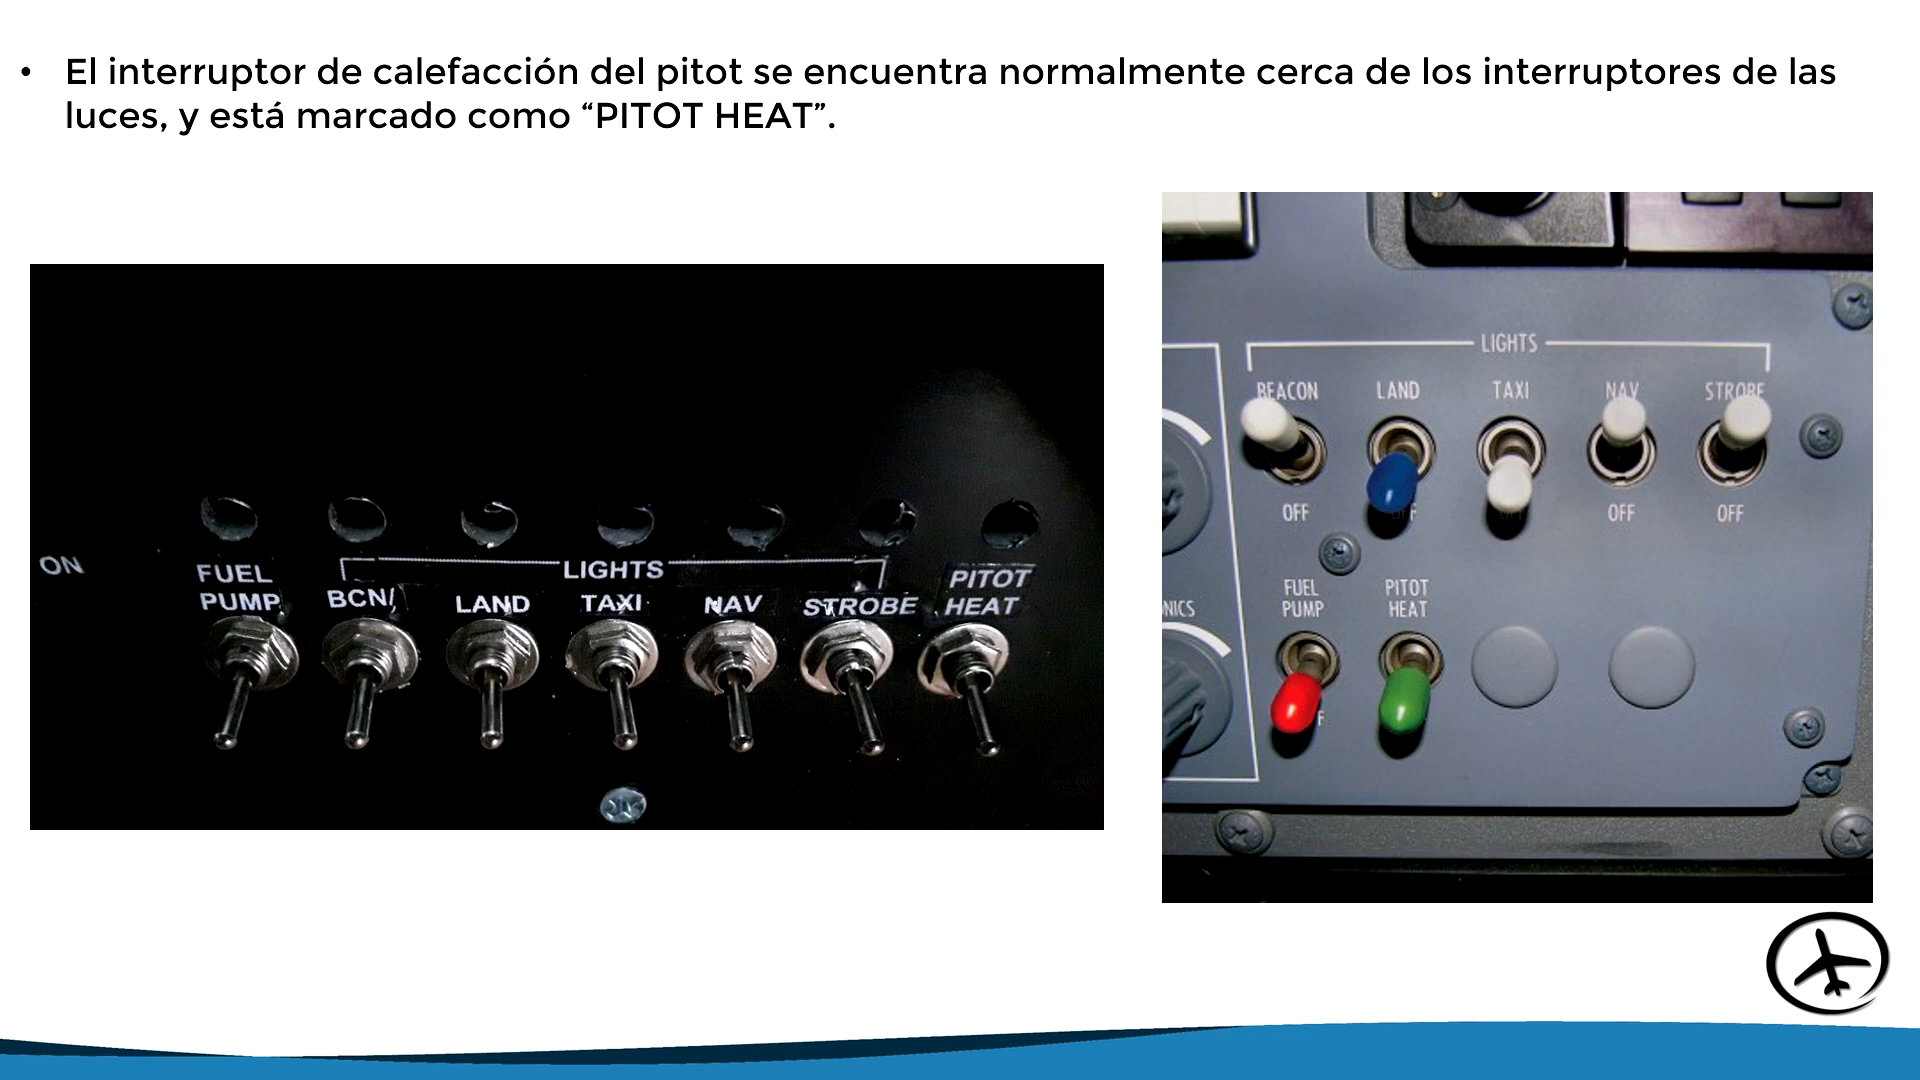 • El interruptor de calefacción del pitot se encuentra normalmente cerca de los interruptores de las
luces, y está marcado como “PITOT HEAT”.
ON
FUEL
PUMP
LIGHTS
BCN/
LAND
TAXI
NAV
STROBE
PITOT
HEAT
LIGHTS
BEACON
LAND
TAXI
NAV
STROBE
OFF
OFF
OFF
FUEL
PUMP
PITOT
HEAT